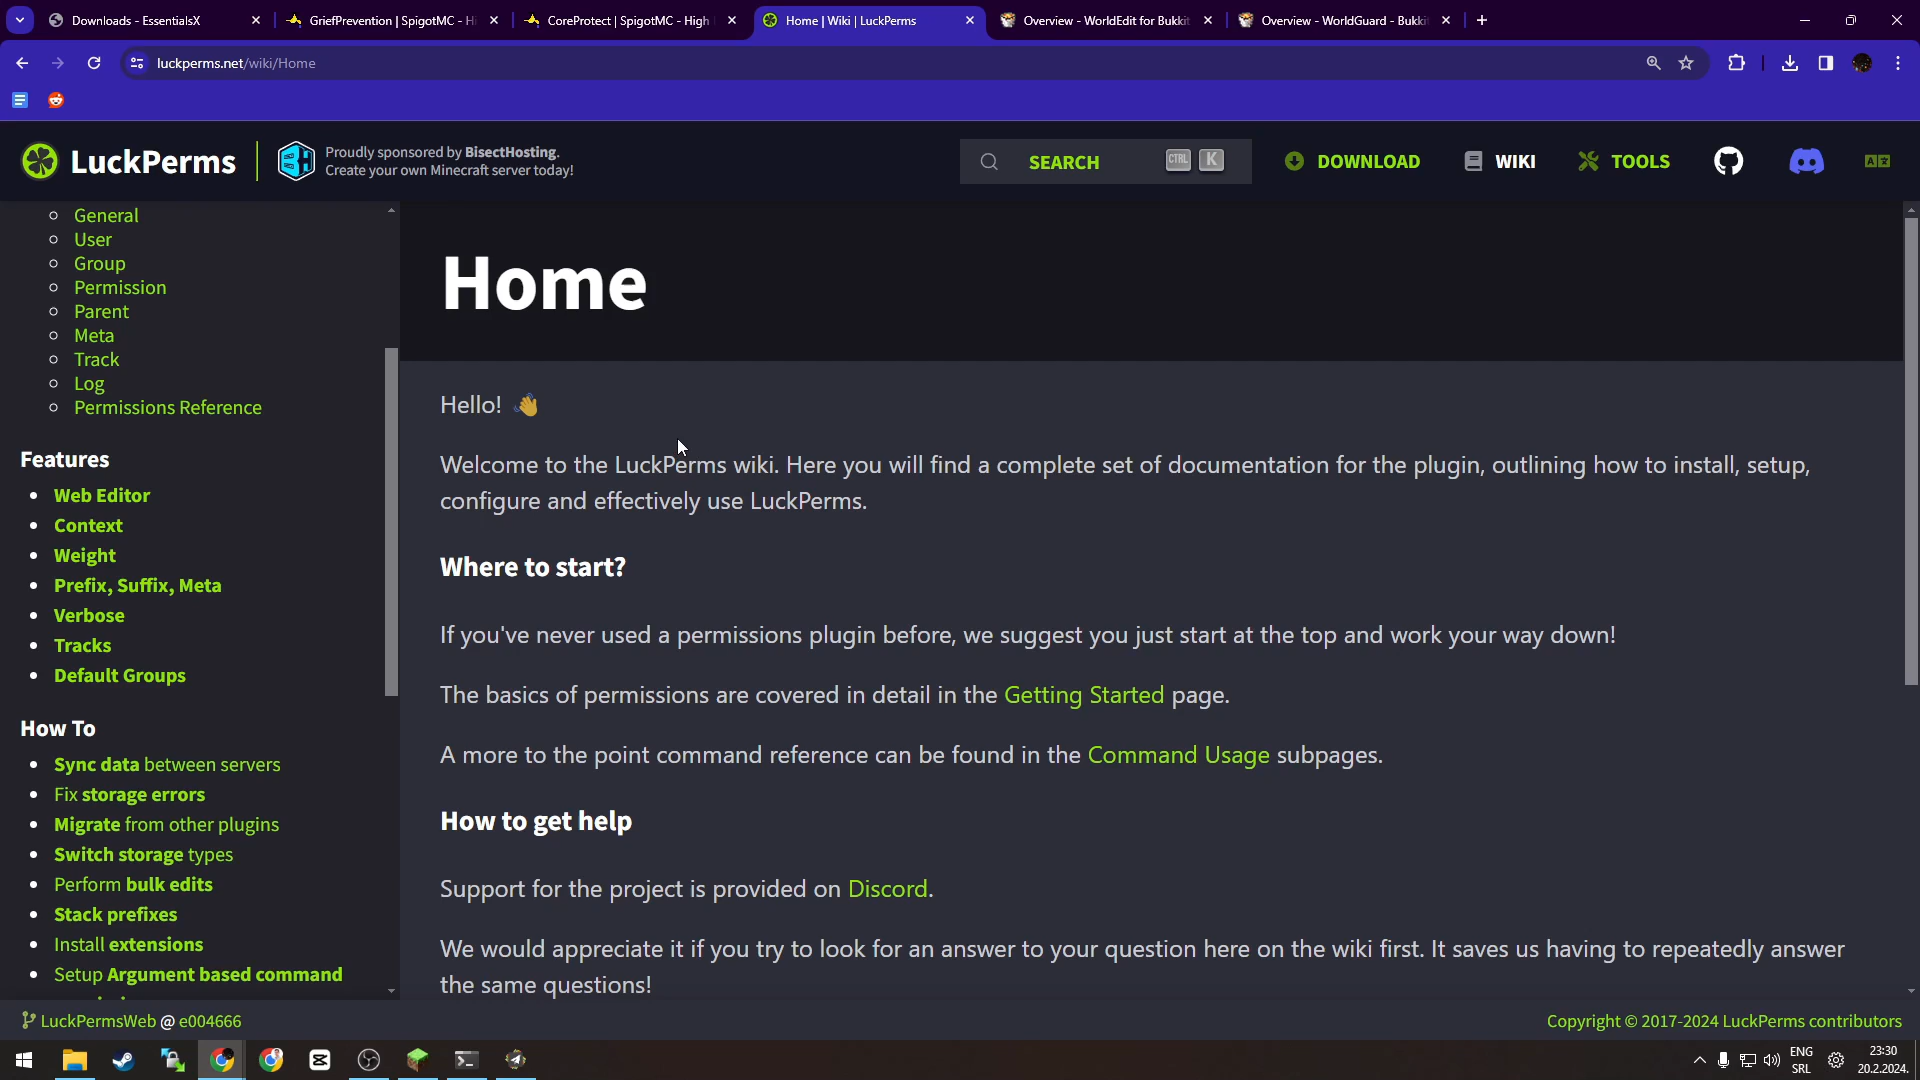 Downloads - EssentialsX
GriefPrevention | SpigotMC - Hi
CoreProtect | SpigotMC - High
Home | Wiki | LuckPerms
Overview - WorldEdit for Bukkit
Overview - WorldGuard - Bukki
luckperms.net/wiki/Home
LuckPerms
Proudly sponsored by BisectHosting.
Create your own Minecraft server today!
SEARCH
CTRL K
DOWNLOAD
WIKI
TOOLS
General
User
Group
Permission
Parent
Meta
Track
Log
Permissions Reference
Features
Web Editor
Context
Weight
Prefix, Suffix, Meta
Verbose
Tracks
Default Groups
How To
Sync data between servers
Fix storage errors
Migrate from other plugins
Switch storage types
Perform bulk edits
Stack prefixes
Install extensions
Setup Argument based command
Home
Hello! 👋
Welcome to the LuckPerms wiki. Here you will find a complete set of documentation for the plugin, outlining how to install, setup,
configure and effectively use LuckPerms.
Where to start?
If you've never used a permissions plugin before, we suggest you just start at the top and work your way down!
The basics of permissions are covered in detail in the Getting Started page.
A more to the point command reference can be found in the Command Usage subpages.
How to get help
Support for the project is provided on Discord.
We would appreciate it if you try to look for an answer to your question here on the wiki first. It saves us having to repeatedly answer
the same questions!
LuckPermsWeb @ e004666
Copyright © 2017-2024 LuckPerms contributors
ENG
SRL
23:30
20.2.2024.